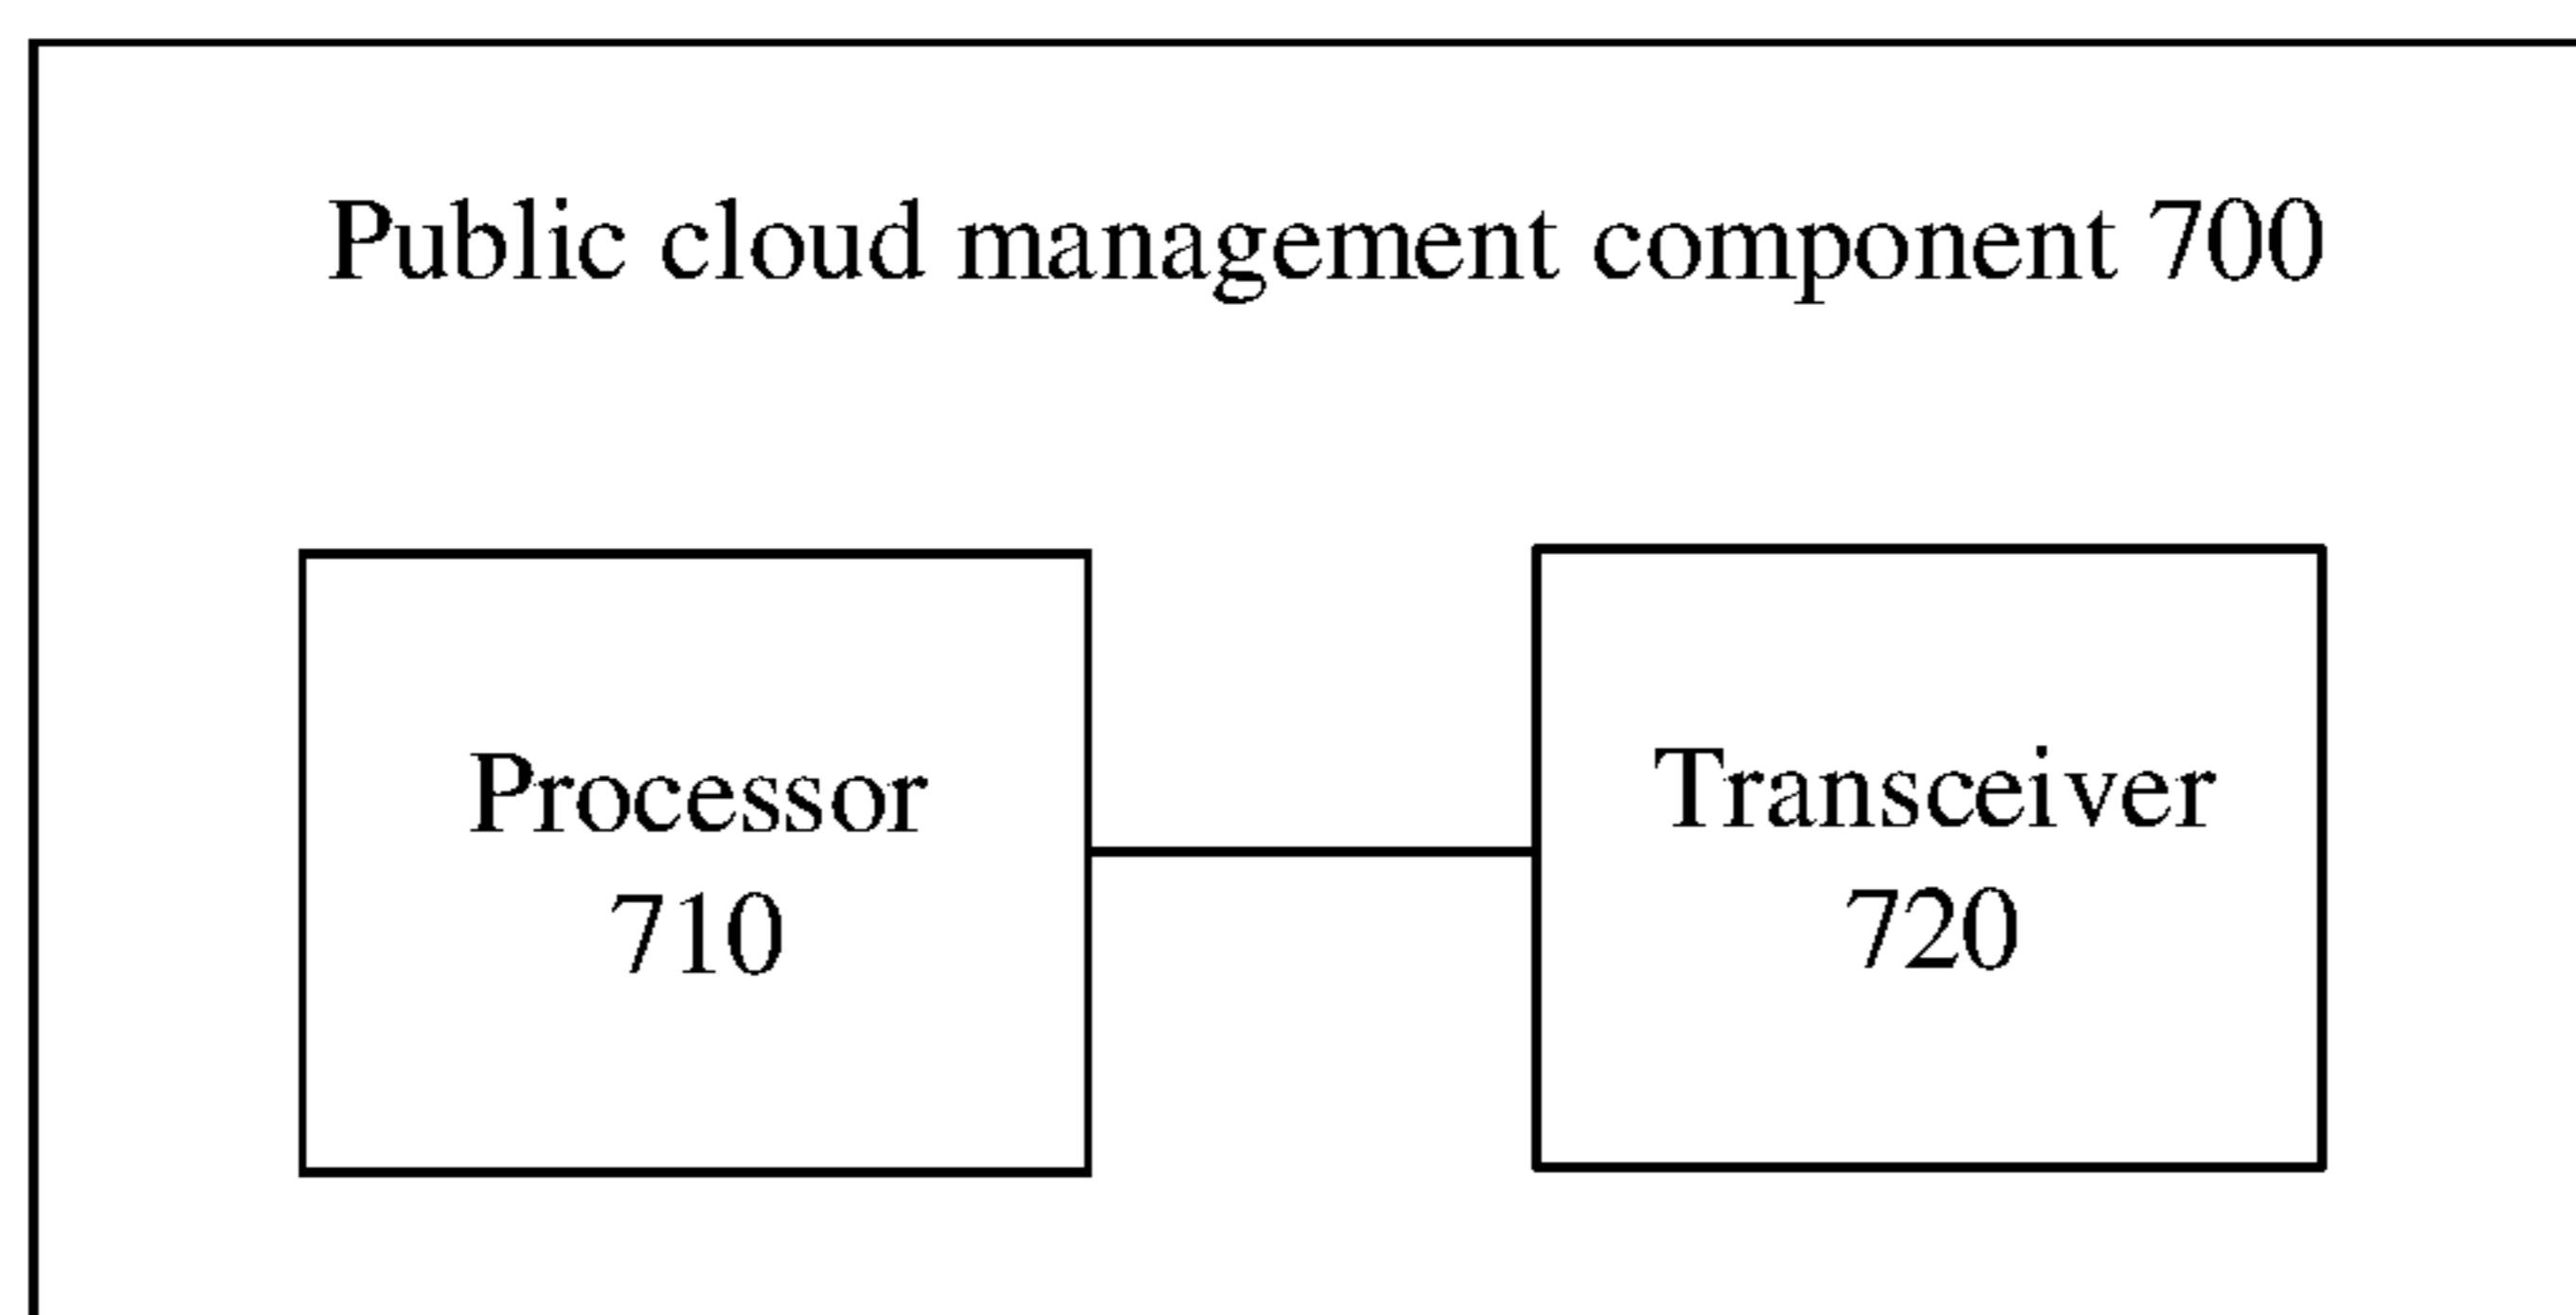 Public cloud management component 700
Processor
710
Transceiver
720